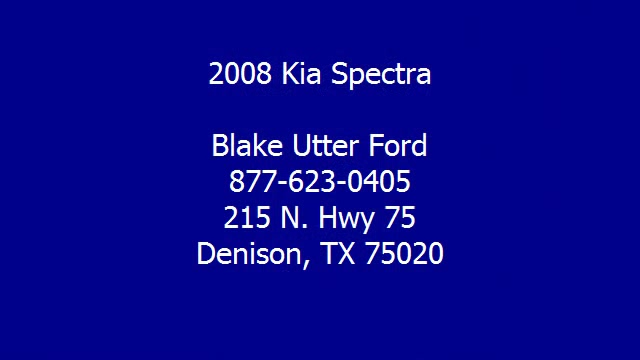 2008 Kia Spectra
Blake Utter Ford
877-623-0405
215 N. Hwy 75
Denison, TX 75020